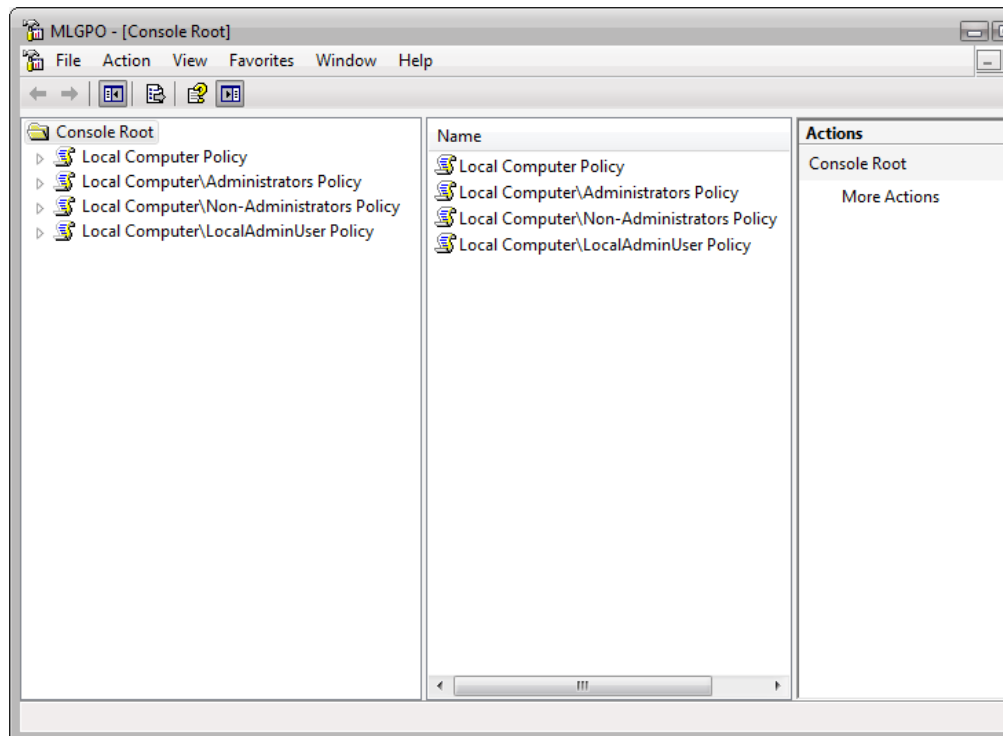 MLGPO - [Console Root]
File Action View Favorites Window Help
Console Root
Local Computer Policy
Local Computer\Administrators Policy
Local Computer\Non-Administrators Policy
Local Computer\LocalAdminUser Policy
Name
Local Computer Policy
Local Computer\Administrators Policy
Local Computer\Non-Administrators Policy
Local Computer\LocalAdminUser Policy
Actions
Console Root
More Actions